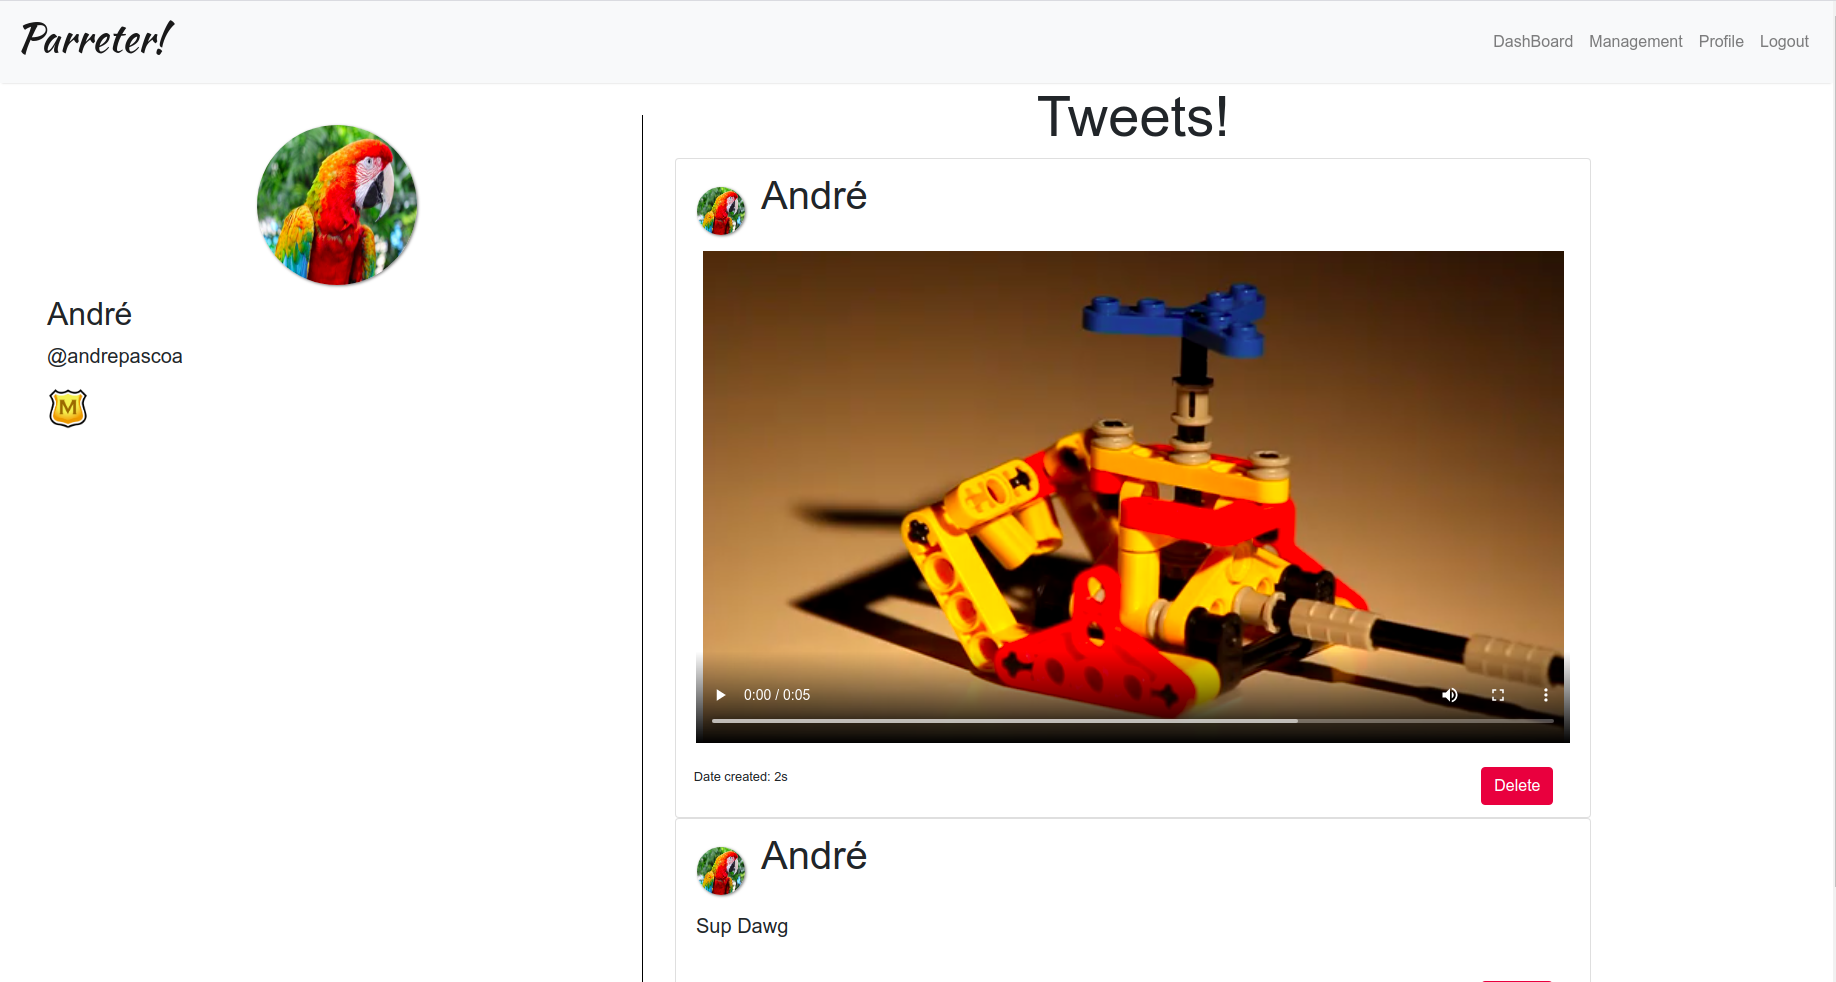 Parreter!
DashBoard Management Profile Logout
André
@andrepascoa
M
Tweets!
André
0:00 / 0:05
Date created: 2s
Delete
André
Sup Dawg